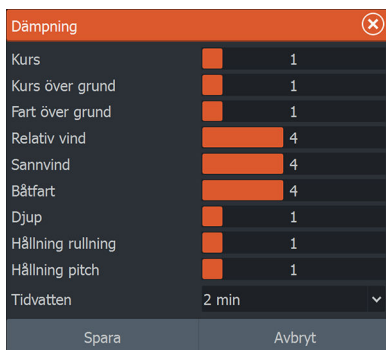 Dämpning
Kurs 1
Kurs över grund 1
Fart över grund 1
Relativ vind 4
Sannvind 4
Båtfart 4
Djup 1
Hållning rullning 1
Hållning pitch 1
Tidvatten 2 min
Spara Avbryt